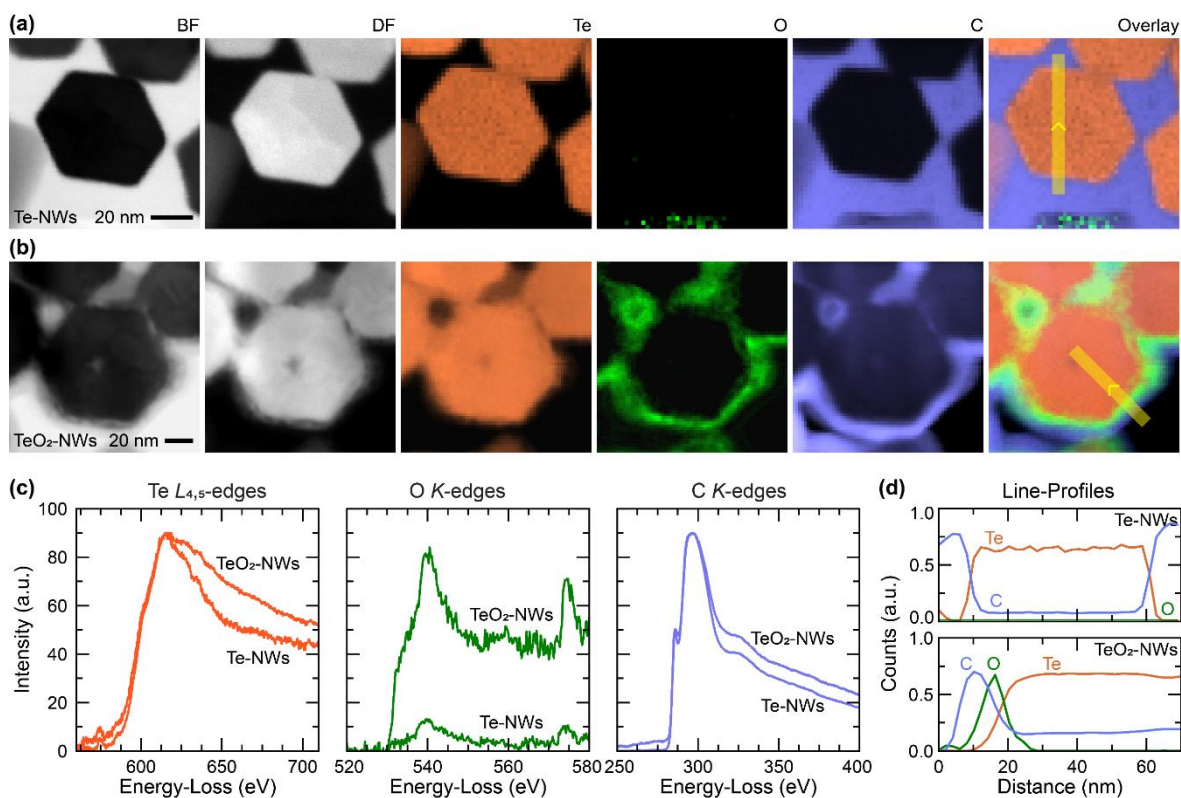 (a) BF DF Te O C Overlay
Te-NWs 20 nm
(b)
TeO₂-NWs 20 nm
(c) Te L₄,₅-edges O K-edges C K-edges (d) Line-Profiles
Intensity (a.u.)
100
80
60
40
20
0
TeO₂-NWs
Te-NWs
600 650 700
Energy-Loss (eV)
TeO₂-NWs
Te-NWs
520 540 560 580
Energy-Loss (eV)
TeO₂-NWs
Te-NWs
250 300 350 400
Energy-Loss (eV)
Counts (a.u.)
1.0
0.5
0.0
Te-NWs
Te
C
O
1.0
0.5
0.0
TeO₂-NWs
C O Te
0 20 40 60
Distance (nm)